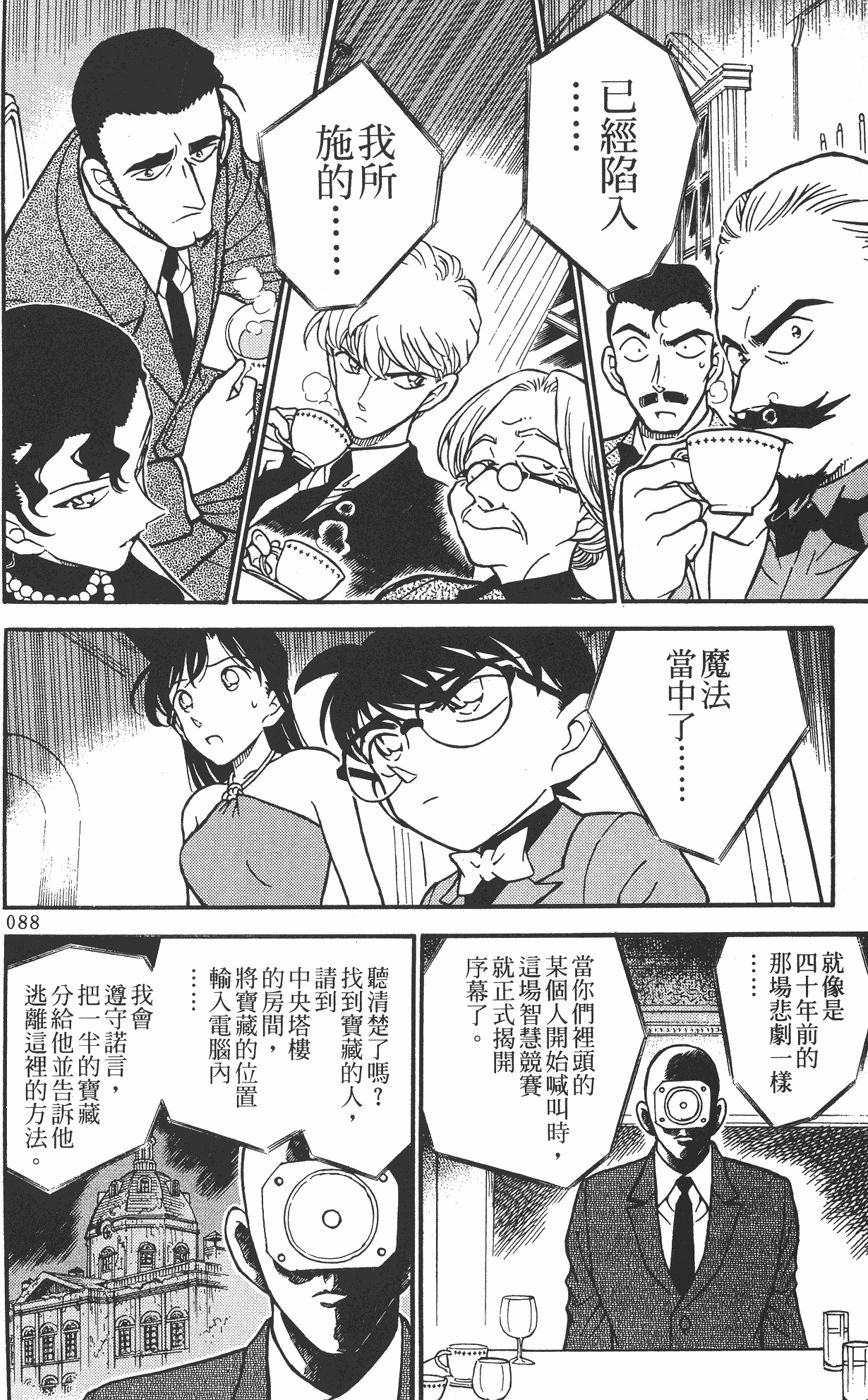 已經陷入
……
我所
施的……
魔法
當中了……
就像是
四十年前的
那場悲劇一樣
……
當你們裡頭的
某個人開始喊叫時，
這場智慧競賽
就正式揭開
序幕了。
聽清楚了嗎？
找到寶藏的人，
請到
中央塔樓
的房間，
將寶藏的位置
輸入電腦內
……
我會
遵守諾言，
把一半的寶藏
分給他並告訴他
逃離這裡的方法。
088